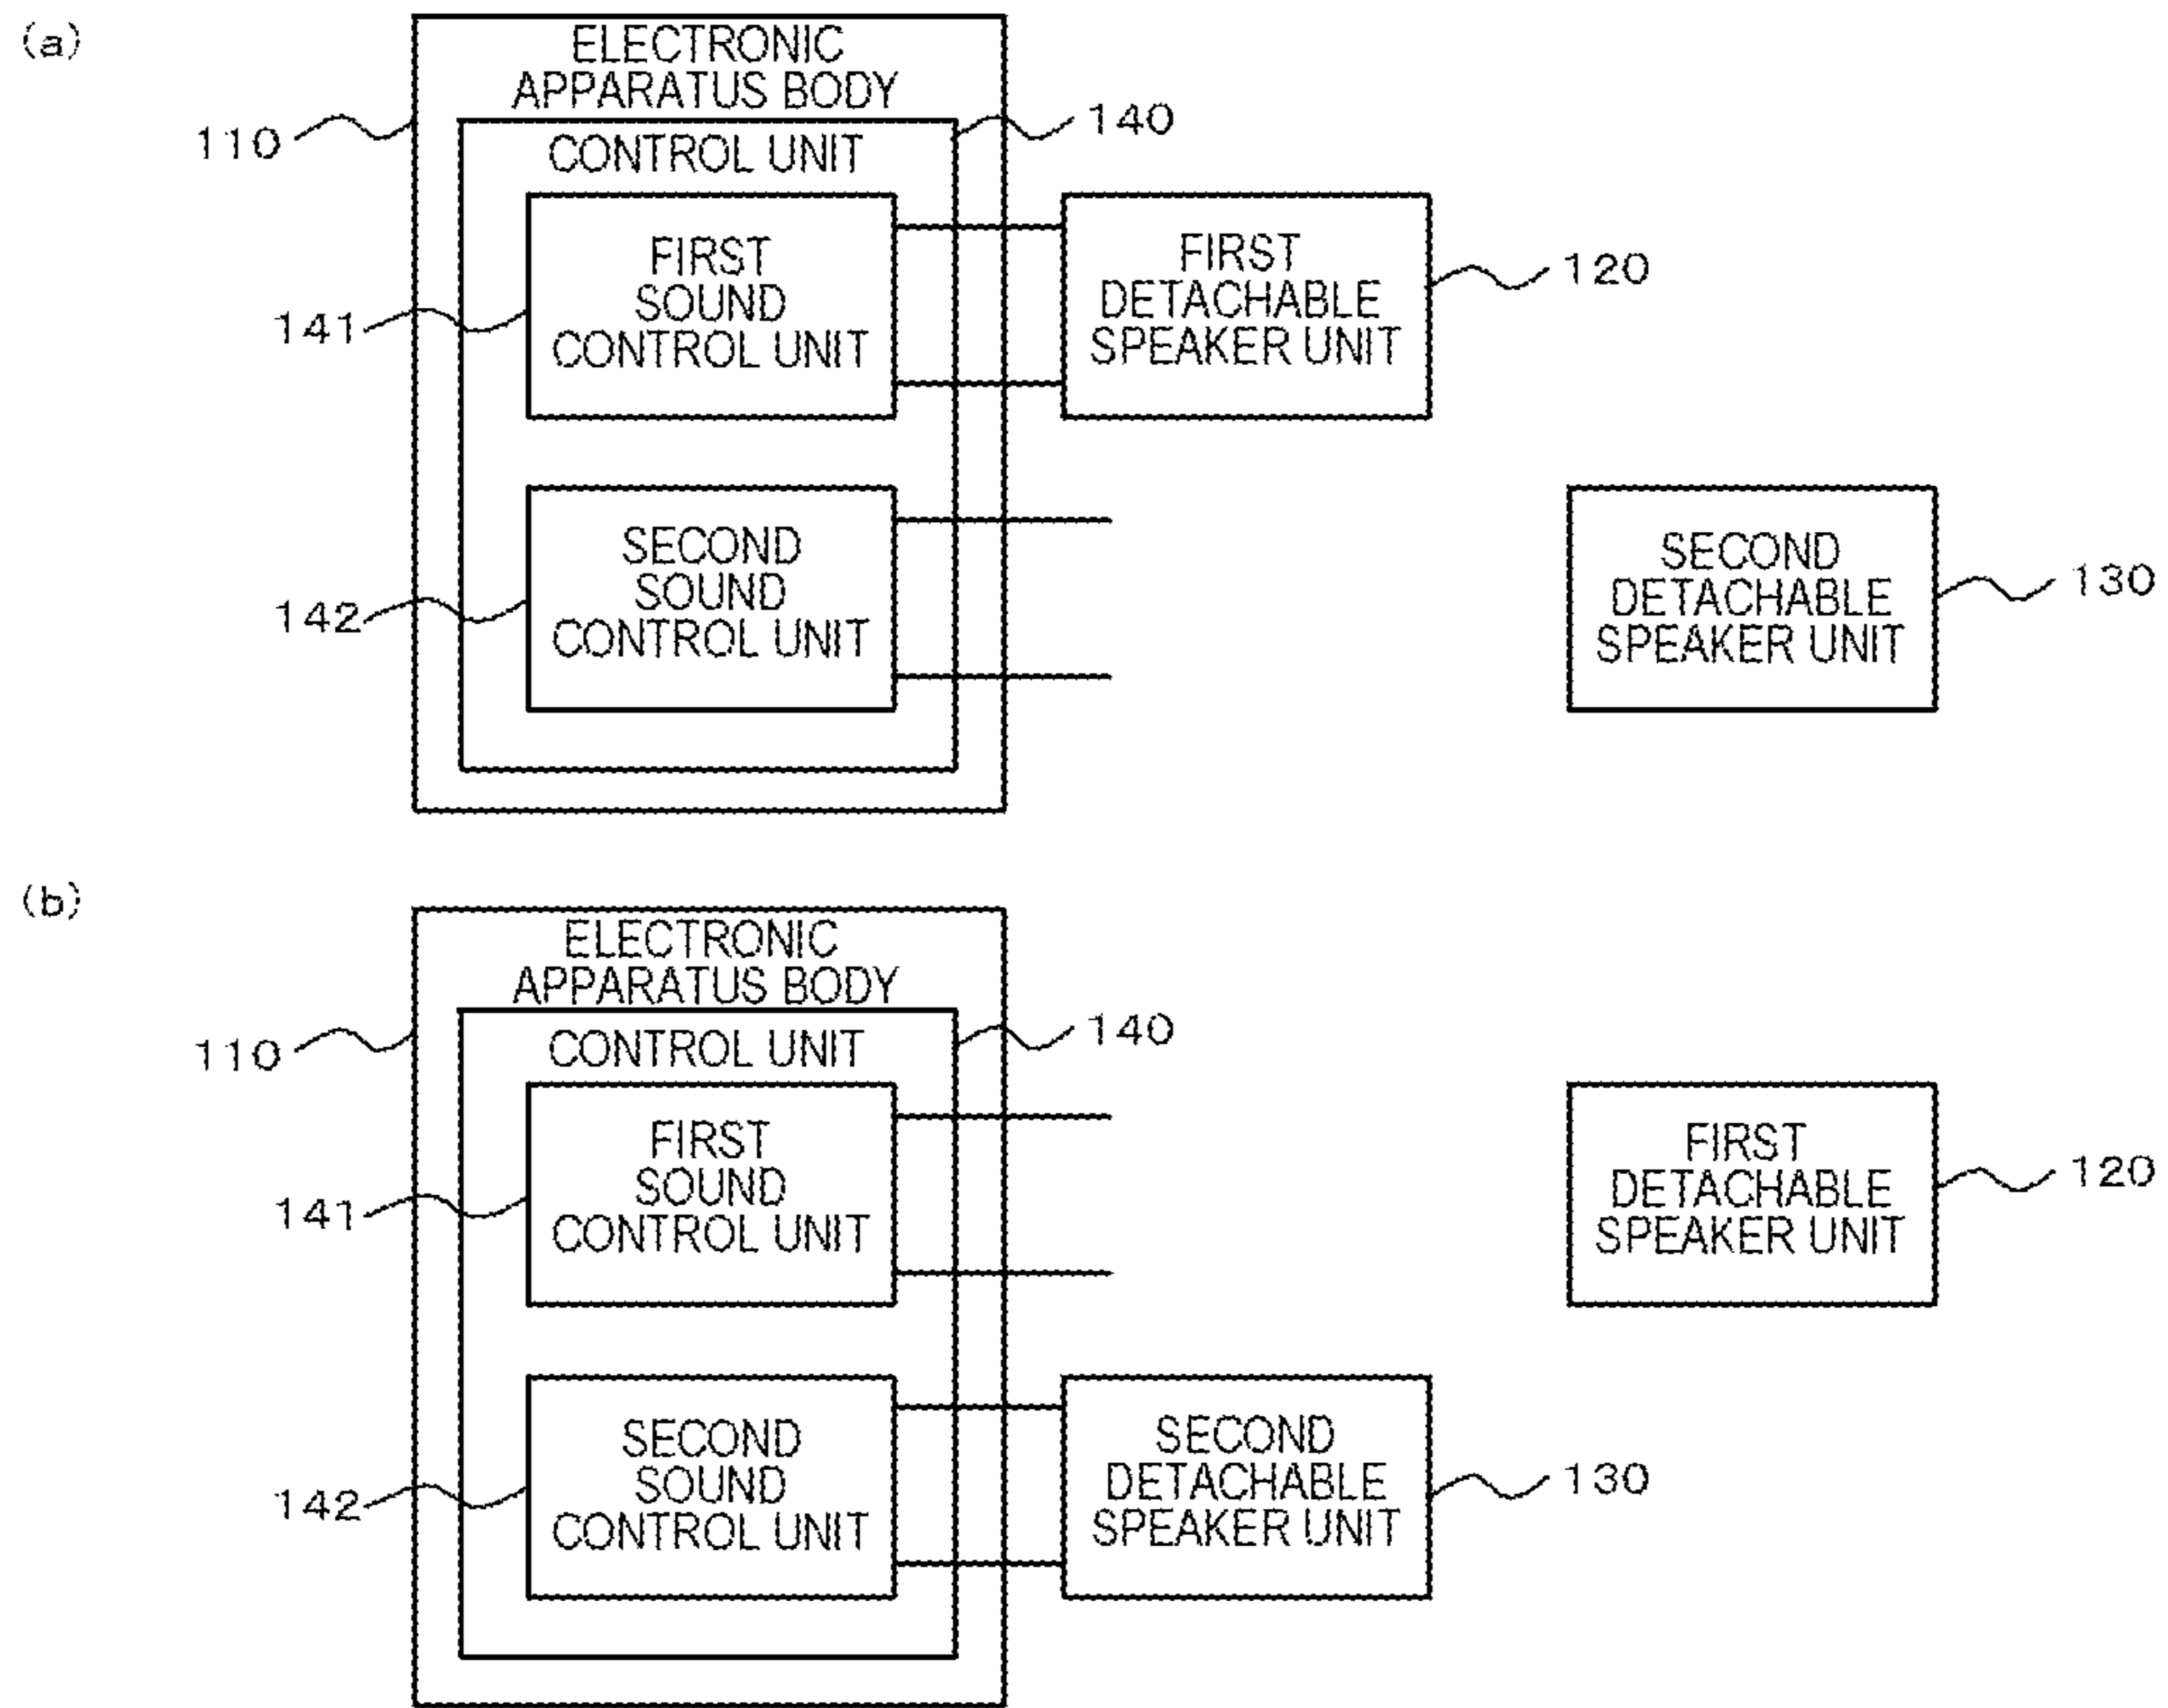 (a)
ELECTRONIC
APPARATUS BODY
110
140
CONTROL UNIT
FIRST
SOUND
CONTROL UNIT
141
FIRST
DETACHABLE
SPEAKER UNIT
120
SECOND
SOUND
CONTROL UNIT
142
SECOND
DETACHABLE
SPEAKER UNIT
130
(b)
ELECTRONIC
APPARATUS BODY
110
140
CONTROL UNIT
FIRST
SOUND
CONTROL UNIT
141
FIRST
DETACHABLE
SPEAKER UNIT
120
SECOND
SOUND
CONTROL UNIT
142
SECOND
DETACHABLE
SPEAKER UNIT
130